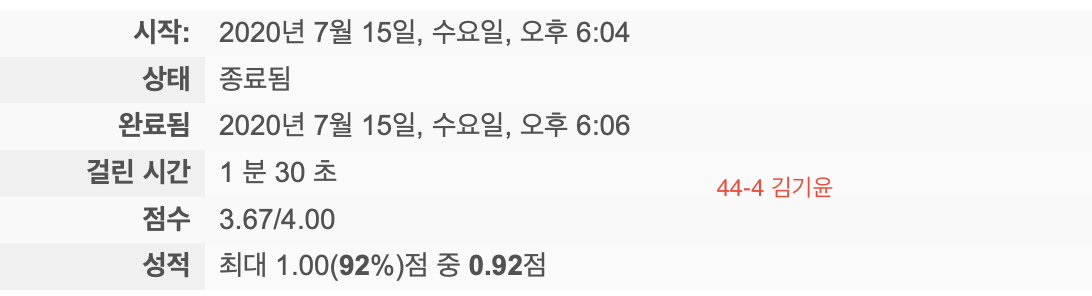 시작: 2020년 7월 15일, 수요일, 오후 6:04
상태 종료됨
완료됨 2020년 7월 15일, 수요일, 오후 6:06
걸린 시간 1 분 30 초
44-4 김기윤
점수 3.67/4.00
성적 최대 1.00(92%)점 중 0.92점